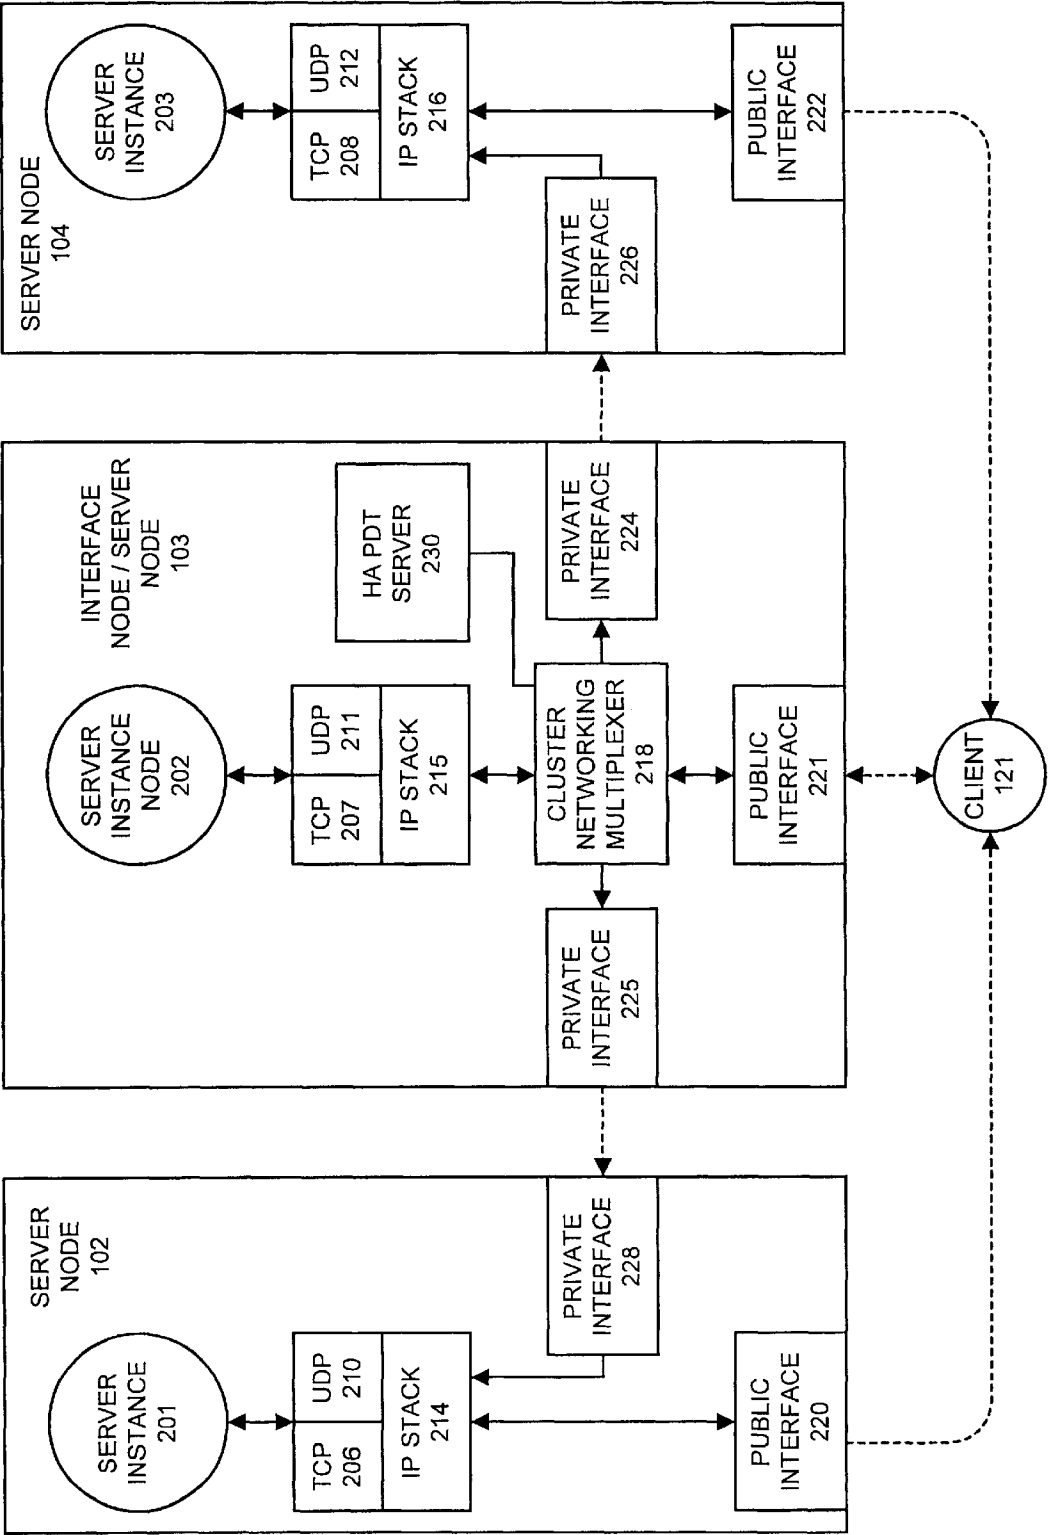 SERVER
NODE
102
SERVER
INSTANCE
201
TCP
206
UDP
210
IP STACK
214
PRIVATE
INTERFACE
228
PUBLIC
INTERFACE
220
INTERFACE
NODE / SERVER
NODE
103
SERVER
INSTANCE
NODE
202
TCP
207
UDP
211
IP STACK
215
HA PDT
SERVER
230
PRIVATE
INTERFACE
225
CLUSTER
NETWORKING
MULTIPLEXER
218
PRIVATE
INTERFACE
224
PUBLIC
INTERFACE
221
SERVER NODE
104
SERVER
INSTANCE
203
TCP
208
UDP
212
IP STACK
216
PRIVATE
INTERFACE
226
PUBLIC
INTERFACE
222
CLIENT
121